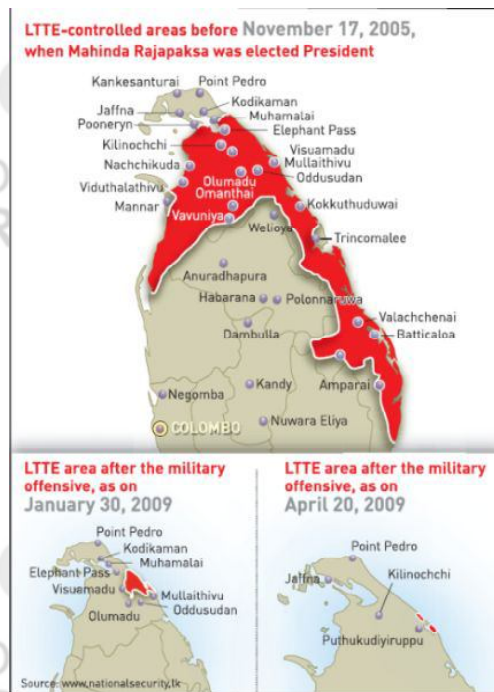 LTTE-controlled areas before November 17, 2005,
when Mahinda Rajapaksa was elected President
Kankesanturai
Point Pedro
Jaffna
Kodikaman
Pooneryn
Muhamalai
Elephant Pass
Kilinochchi
Visuamadu
Nachchikuda
Mullaithivu
Olumadu
Oddusudan
Viduthalathivu
Omanthai
Mannar
Kokkuthuduwai
Vavuniya
Welioya
Trincomalee
Anuradhapura
Habarana
Polonnaruwa
Valachchenai
Dambulla
Batticaloa
Kandy
Amparai
Negomba
Nuwara Eliya
COLOMBO
LTTE area after the military
offensive, as on
January 30, 2009
Point Pedro
Kodikaman
Muhamalai
Elephant Pass
Visuamadu
Mullaithivu
Oddusudan
Olumadu
Source: www.nationalsecurity.lk
LTTE area after the military
offensive, as on
April 20, 2009
Point Pedro
Jaffna
Kilinochchi
Puthukudiyiruppu